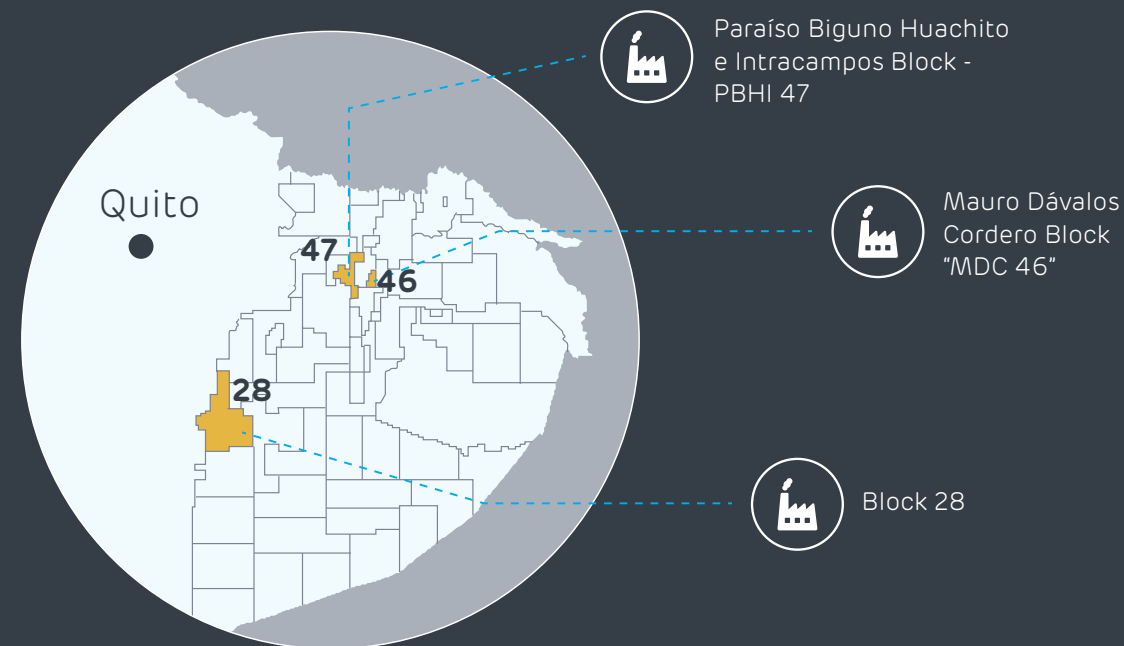 Paraíso Biguno Huachito
e Intracampos Block -
PBHI 47
Quito
Mauro Dávalos
Cordero Block
“MDC 46”
47
46
28
Block 28